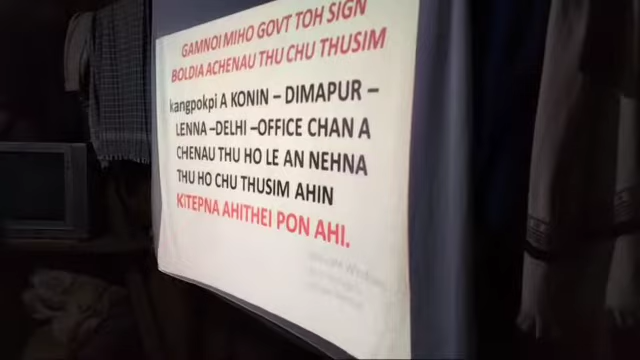 GAMNOI MIHO GOVT TOH SIGN
BOLDIA ACHENAU THU CHU THUSIM
kangpokpi A KONIN – DIMAPUR –
LENNA –DELHI –OFFICE CHAN A
CHENAU THU HO LE AN NEHNA
THU HO CHU THUSIM AHIN
KITEPNA AHITHEI PON AHI.